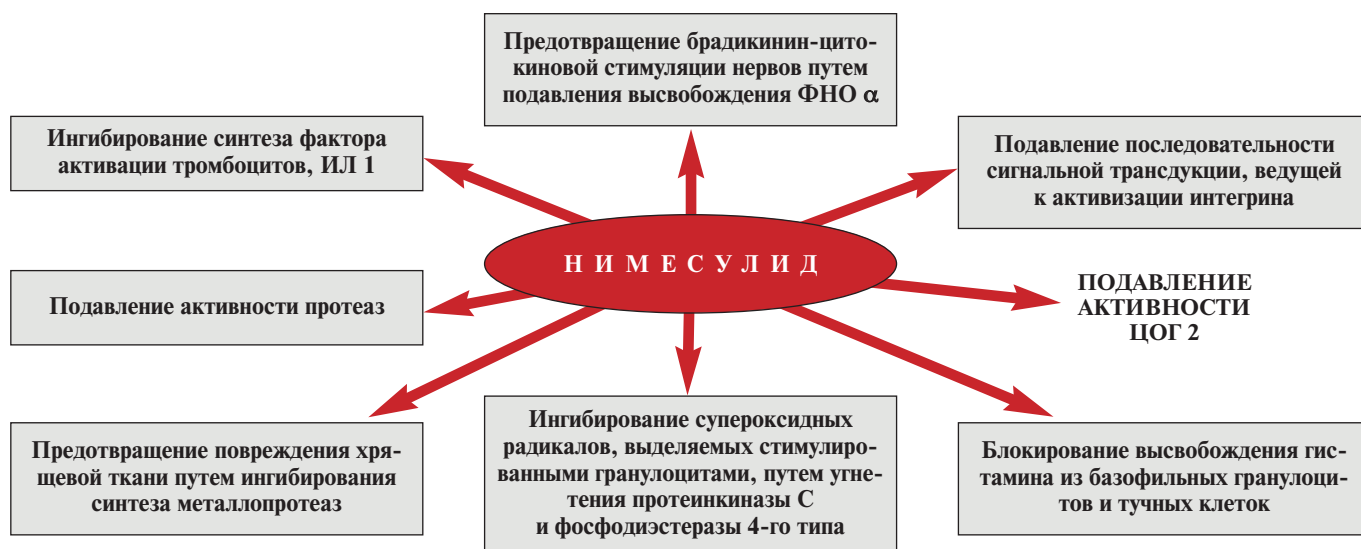 Предотвращение брадикинин-цито-
киновой стимуляции нервов путем
подавления высвобождения ФНО α
Ингибирование синтеза фактора
активации тромбоцитов, ИЛ 1
Подавление последовательности
сигнальной трансдукции, ведущей
к активизации интегрина
НИМЕСУЛИД
Подавление активности протеаз
ПОДАВЛЕНИЕ
АКТИВНОСТИ
ЦОГ 2
Предотвращение повреждения хря-
щевой ткани путем ингибирования
синтеза металлопротеаз
Ингибирование супероксидных
радикалов, выделяемых стимулиро-
ванными гранулоцитами, путем угне-
тения протеинкиназы С
и фосфодиэстеразы 4-го типа
Блокирование высвобождения гис-
тамина из базофильных гранулоци-
тов и тучных клеток